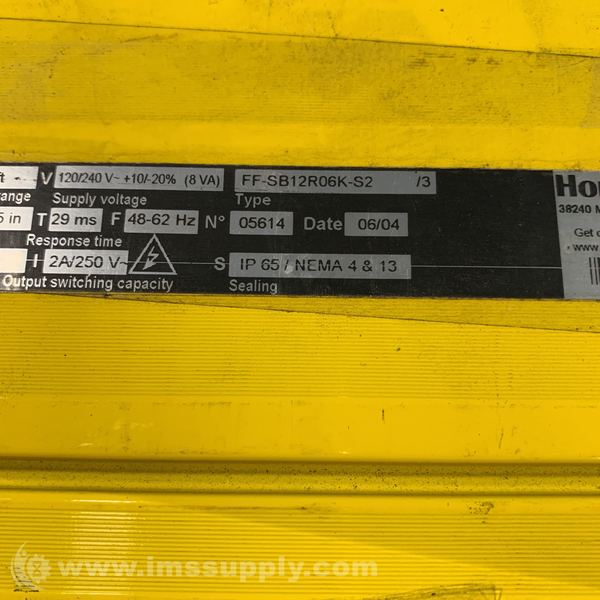 ft V 120/240 V~ +10/-20% (8 VA) FF-SB12R06K-S2 /3
Supply voltage Type
5 in T 29 ms F 48-62 Hz N° 05614 Date 06/04
Response time
I 2A/250 V~ S IP 65 / NEMA 4 & 13
Output switching capacity Sealing
38240 M
Get
www.
www.imssupply.com